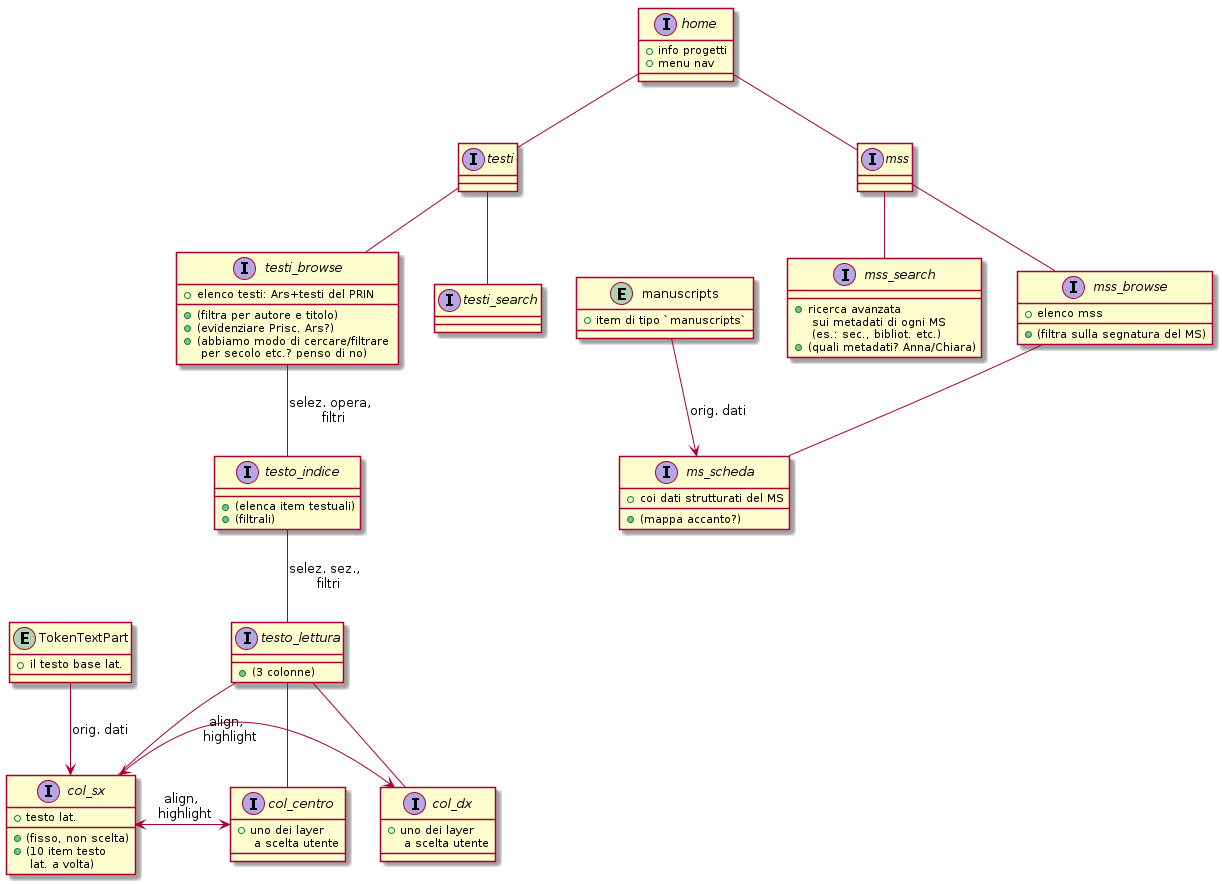 I home
info progetti
menu nav
I testi
I mss
I testi_browse
elenco testi: Ars+testi del PRIN
(filtra per autore e titolo)
(evidenziare Prisc. Ars?)
(abbiamo modo di cercare/filtrare
per secolo etc.? penso di no)
I testi_search
E manuscripts
item di tipo `manuscripts`
I mss_search
ricerca avanzata
sui metadati di ogni MS
(es.: sec., bibliot. etc.)
(quali metadati? Anna/Chiara)
I mss_browse
elenco mss
(filtra sulla segnatura del MS)
selez. opera,
filtri
orig. dati
I testo_indice
(elenca item testuali)
(filtrali)
I ms_scheda
coi dati strutturati del MS
(mappa accanto?)
selez. sez.,
filtri
E TokenTextPart
il testo base lat.
I testo_lettura
(3 colonne)
orig. dati
align,
highlight
I col_sx
testo lat.
(fisso, non scelta)
(10 item testo
lat. a volta)
align,
highlight
I col_centro
uno dei layer
a scelta utente
I col_dx
uno dei layer
a scelta utente